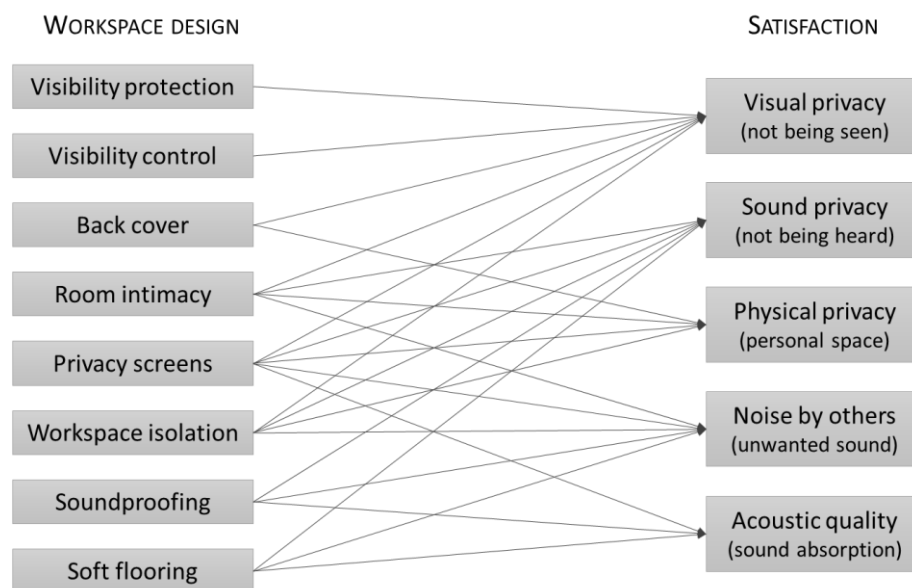 WORKSPACE DESIGN
Visibility protection
Visibility control
Back cover
Room intimacy
Privacy screens
Workspace isolation
Soundproofing
Soft flooring
SATISFACTION
Visual privacy
(not being seen)
Sound privacy
(not being heard)
Physical privacy
(personal space)
Noise by others
(unwanted sound)
Acoustic quality
(sound absorption)